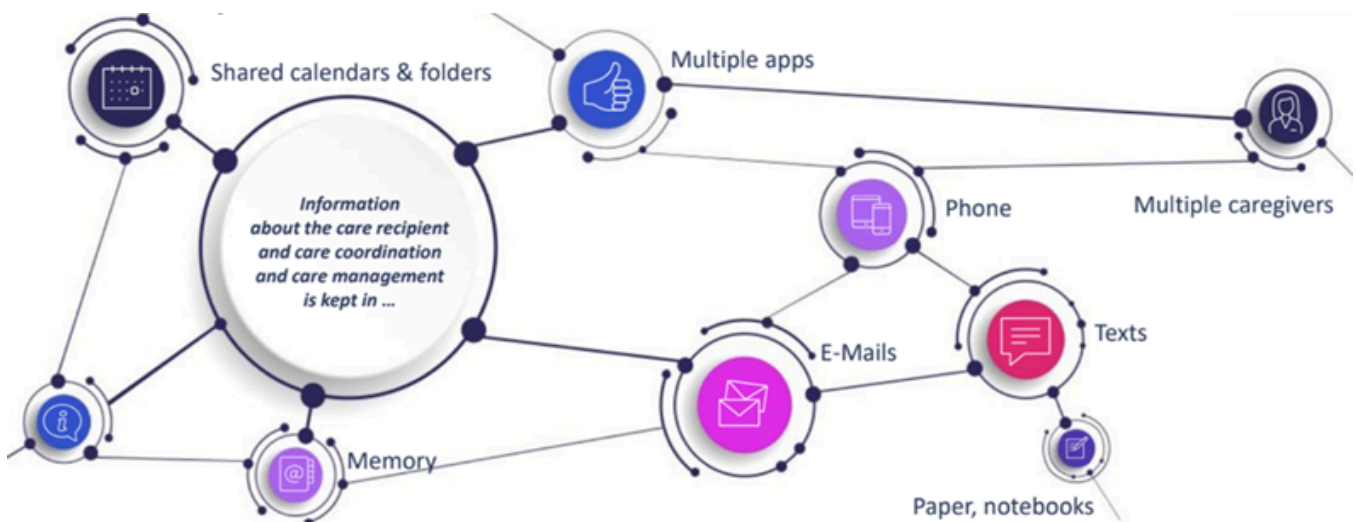 Shared calendars & folders
Multiple apps
Information
about the care recipient
and care coordination
and care management
is kept in ...
Phone
Multiple caregivers
E-Mails
Texts
Memory
Paper, notebooks